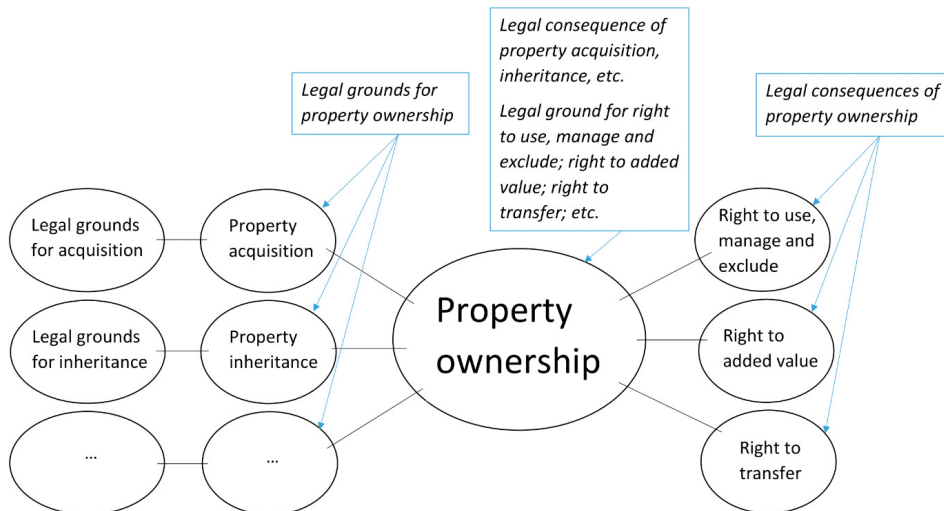 Legal consequence of
property acquisition,
inheritance, etc.
Legal ground for right
to use, manage and
exclude; right to added
value; right to
transfer; etc.
Legal grounds for
property ownership
Legal consequences of
property ownership
Legal grounds
for acquisition
Property
acquisition
Right to use,
manage and
exclude
Property
ownership
Legal grounds
for inheritance
Property
inheritance
Right to
added value
...
...
Right to
transfer